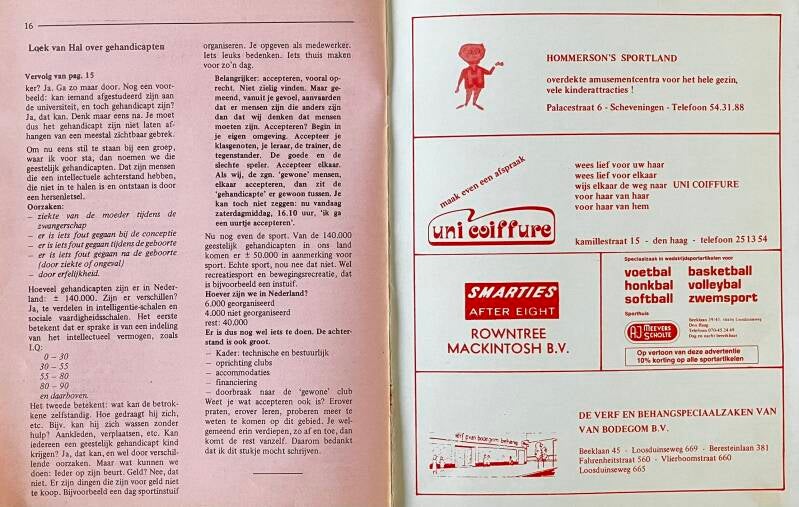 16
Loek van Hal over gehandicapten
Vervolg van pag. 15
ker? Ja. Ga zo maar door. Nog een voor-
beeld: kan iemand afgestudeerd zijn aan
de universiteit, en toch gehandicapt zijn?
Ja, dat kan. Denk maar eens na. Je moet
dus het gehandicapt zijn niet laten af-
hangen van een meestal zichtbaar gebrek.
Om nu eens stil te staan bij een groep,
waar ik voor sta, dan noemen we die
geestelijk gehandicapten. Dat zijn mensen
die een intellectuele achterstand hebben,
die niet in te halen is en ontstaan is door
een hersenletsel.
Oorzaken:
– ziekte van de moeder tijdens de
zwangerschap
– er is iets fout gegaan bij de conceptie
– er is iets fout gegaan tijdens de geboorte
– er is iets fout gegaan na de geboorte
(door ziekte of ongeval)
– door erfelijkheid.
Hoeveel gehandicapten zijn er in Neder-
land: ± 140.000. Zijn er verschillen?
Ja, te verdelen in intelligentie-schalen en
sociale vaardigheidsschalen. Het eerste
betekent dat er sprake is van een indeling
van het intellectueel vermogen, zoals
I.Q:
0 – 30
30 – 55
55 – 80
80 – 90
en daarboven.
Het tweede betekent: wat kan de betrok-
kene zelfstandig. Hoe gedraagt hij zich,
etc. Bijv. kan hij zich wassen zonder
hulp? Aankleden, verplaatsen, etc. Kan
iedereen een geestelijk gehandicapt kind
krijgen? Ja, dat kan, en wel door verschil-
lende oorzaken. Maar wat kunnen we
doen: Ieder op zijn beurt. Geld? Nee, dat
niet. Er zijn dingen die zijn voor geld niet
te koop. Bijvoorbeeld een dag sportinstuif
organiseren. Je opgeven als medewerker.
Iets leuks bedenken. Iets thuis maken
voor zo'n dag.
Belangrijker: accepteren, vooral op-
recht. Niet zielig vinden. Maar ge-
meend, vanuit je gevoel, aanvaarden
dat er mensen zijn die anders zijn
dan dat wij denken dat mensen
moeten zijn. Accepteren? Begin in
je eigen omgeving. Accepteer je
klasgenoten, je leraar, de trainer, de
tegenstander. De goede en de
slechte speler. Accepteer elkaar.
Als wij, de zgn. 'gewone' mensen,
elkaar accepteren, dan zit de
'gehandicapte' er gewoon tussen. Je
kan toch niet zeggen: nu vandaag
zaterdagmiddag, 16.10 uur, 'ik ga
een uurtje accepteren'.
Nu nog even de sport. Van de 140.000
geestelijk gehandicapten in ons land
komen er ± 50.000 in aanmerking voor
sport. Echte sport, nou nee dat niet. Wel
recreatiesport en bewegingsrecreatie, dat
is bijvoorbeeld een instuif.
Hoever zijn we in Nederland?
6.000 georganiseerd
4.000 niet georganiseerd
rest: 40.000
Er is dus nog wel iets te doen. De achter-
stand is ook groot.
– Kader: technische en bestuurlijk
– oprichting clubs
– accommodaties
– financiering
– doorbraak naar de 'gewone' club
Weet je wat accepteren ook is? Erover
praten, erover leren, proberen meer te
weten te komen op dit gebied. Je wel-
gemeend erin verdiepen, zo af en toe, dan
komt de rest vanzelf. Daarom bedankt
dat ik dit stukje mocht schrijven.
HOMMERSON'S SPORTLAND
overdekte amusementcentra voor het hele gezin,
vele kinderattracties !
Palacestraat 6 - Scheveningen - Telefoon 54.31.88
maak even een afspraak
uni coiffure
wees lief voor uw haar
wees lief voor elkaar
wijs elkaar de weg naar UNI COIFFURE
voor haar van haar
voor haar van hem
kamillestraat 15 - den haag - telefoon 25 13 54
SMARTIES
AFTER EIGHT
ROWNTREE
MACKINTOSH B.V.
Speciaalzaak in wedstrijdsportartikelen voor
voetbal basketball
honkbal volleybal
softball zwemsport
Sporthuis
AJ MEEVERS
SCHOLTE
Den Haag
Dag en nacht bereikbaar
Op vertoon van deze advertentie
10% korting op alle sportartikelen
DE VERF EN BEHANGSPECIAALZAKEN VAN
VAN BODEGOM B.V.
Beeklaan 45 - Loosduinseweg 669 - Beresteinlaan 381
Fahrenheitstraat 560 - Vlierboomstraat 660
Loosduinseweg 665